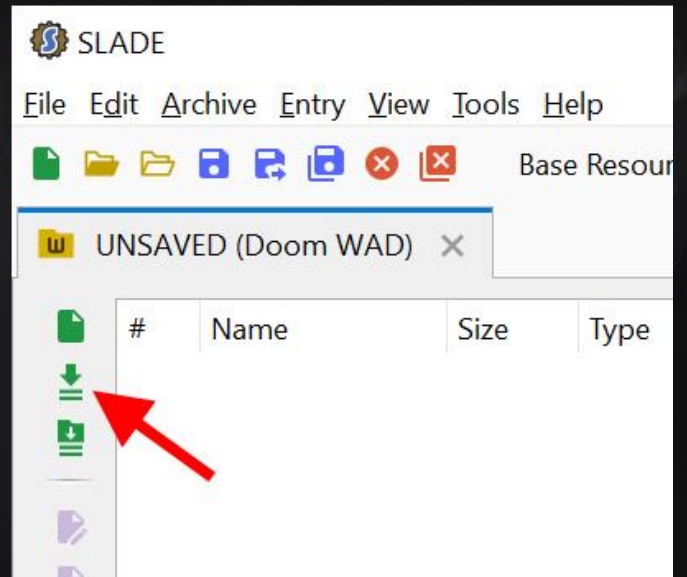 SLADE
File Edit Archive Entry View Tools Help
Base Resour
UNSAVED (Doom WAD)
# Name Size Type